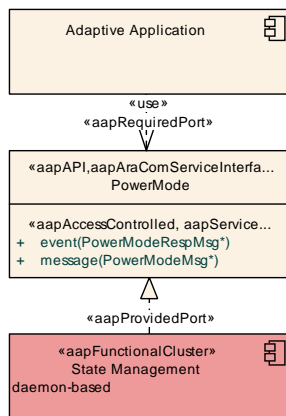 Adaptive Application
«use»
«aapRequiredPort»
«aapAPI,aapAraComServiceInterfa...
PowerMode
«aapAccessControlled, aapService...
+ event(PowerModeRespMsg*)
+ message(PowerModeMsg*)
«aapProvidedPort»
«aapFunctionalCluster»
State Management
daemon-based